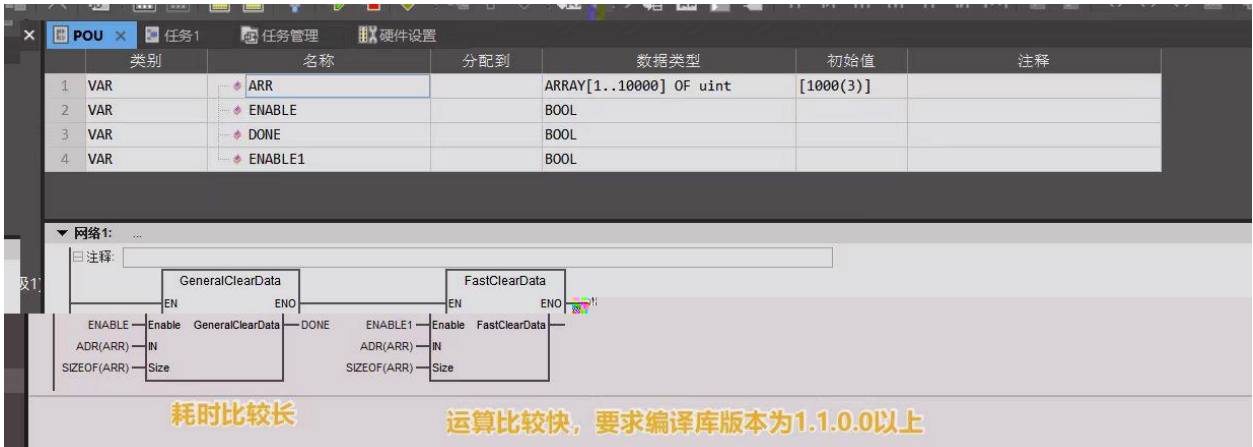 POU
任务1
任务管理
硬件设置
类别 名称 分配到 数据类型 初始值 注释
1 VAR ARR ARRAY[1..10000] OF uint [1000(3)]
2 VAR ENABLE BOOL
3 VAR DONE BOOL
4 VAR ENABLE1 BOOL
网络1: ...
注释:
GeneralClearData FastClearData
EN ENO EN ENO
ENABLE Enable GeneralClearData DONE ENABLE1 Enable FastClearData
ADR(ARR) IN ADR(ARR) IN
SIZEOF(ARR) Size SIZEOF(ARR) Size
耗时比较长
运算比较快，要求编译库版本为1.1.0.0以上